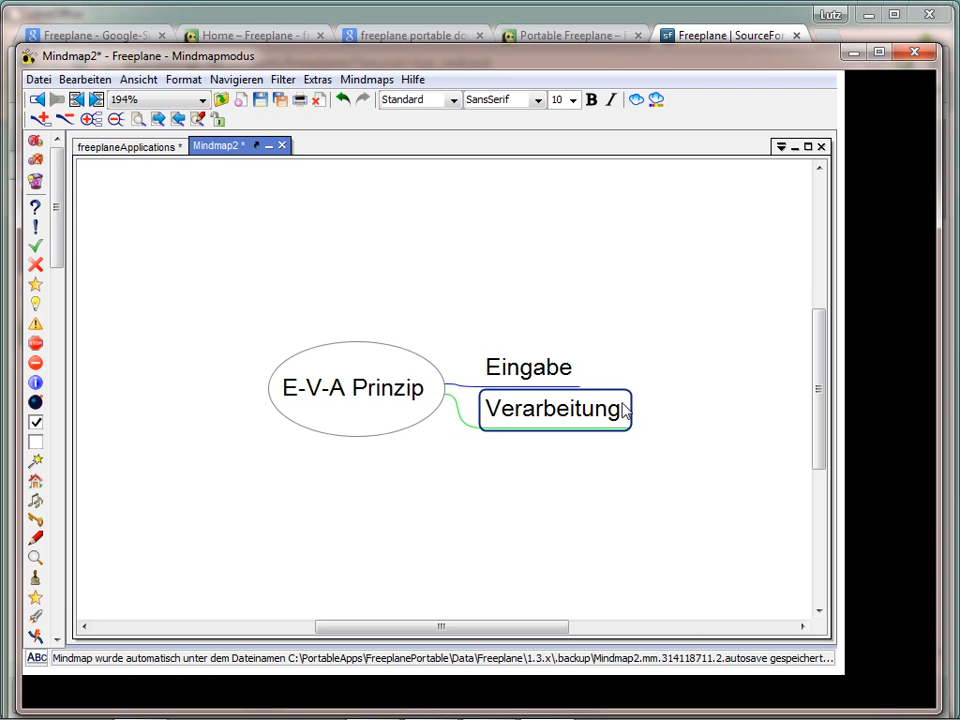 Lutz
Freeplane - Google-S
Home – Freeplane - f
freeplane portable do
Portable Freeplane –
sf Freeplane | SourceFor
Mindmap2* - Freeplane - Mindmapmodus
Datei Bearbeiten Ansicht Format Navigieren Filter Extras Mindmaps Hilfe
194% Standard SansSerif 10 B I
freeplaneApplications * Mindmap2 *
STOP
Eingabe
E-V-A Prinzip
Verarbeitung
ABC Mindmap wurde automatisch unter dem Dateinamen C:\PortableApps\FreeplanePortable\Data\Freeplane\1.3.x\.backup\Mindmap2.mm.314118711.2.autosave gespeichert...